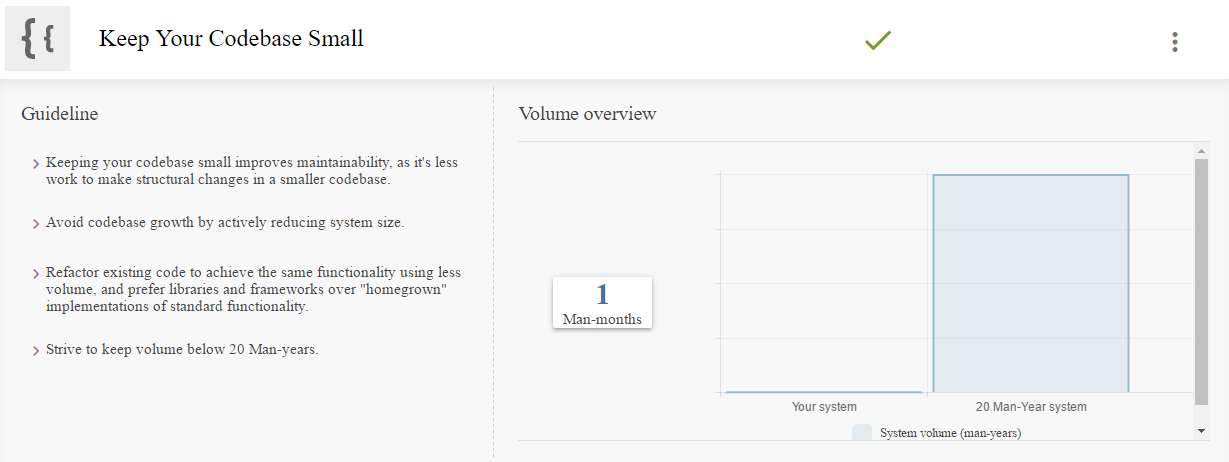 Keep Your Codebase Small
Guideline
Keeping your codebase small improves maintainability, as it's less
work to make structural changes in a smaller codebase.
Avoid codebase growth by actively reducing system size.
Refactor existing code to achieve the same functionality using less
volume, and prefer libraries and frameworks over "homegrown"
implementations of standard functionality.
Strive to keep volume below 20 Man-years.
Volume overview
1
Man-months
Your system
20 Man-Year system
System volume (man-years)